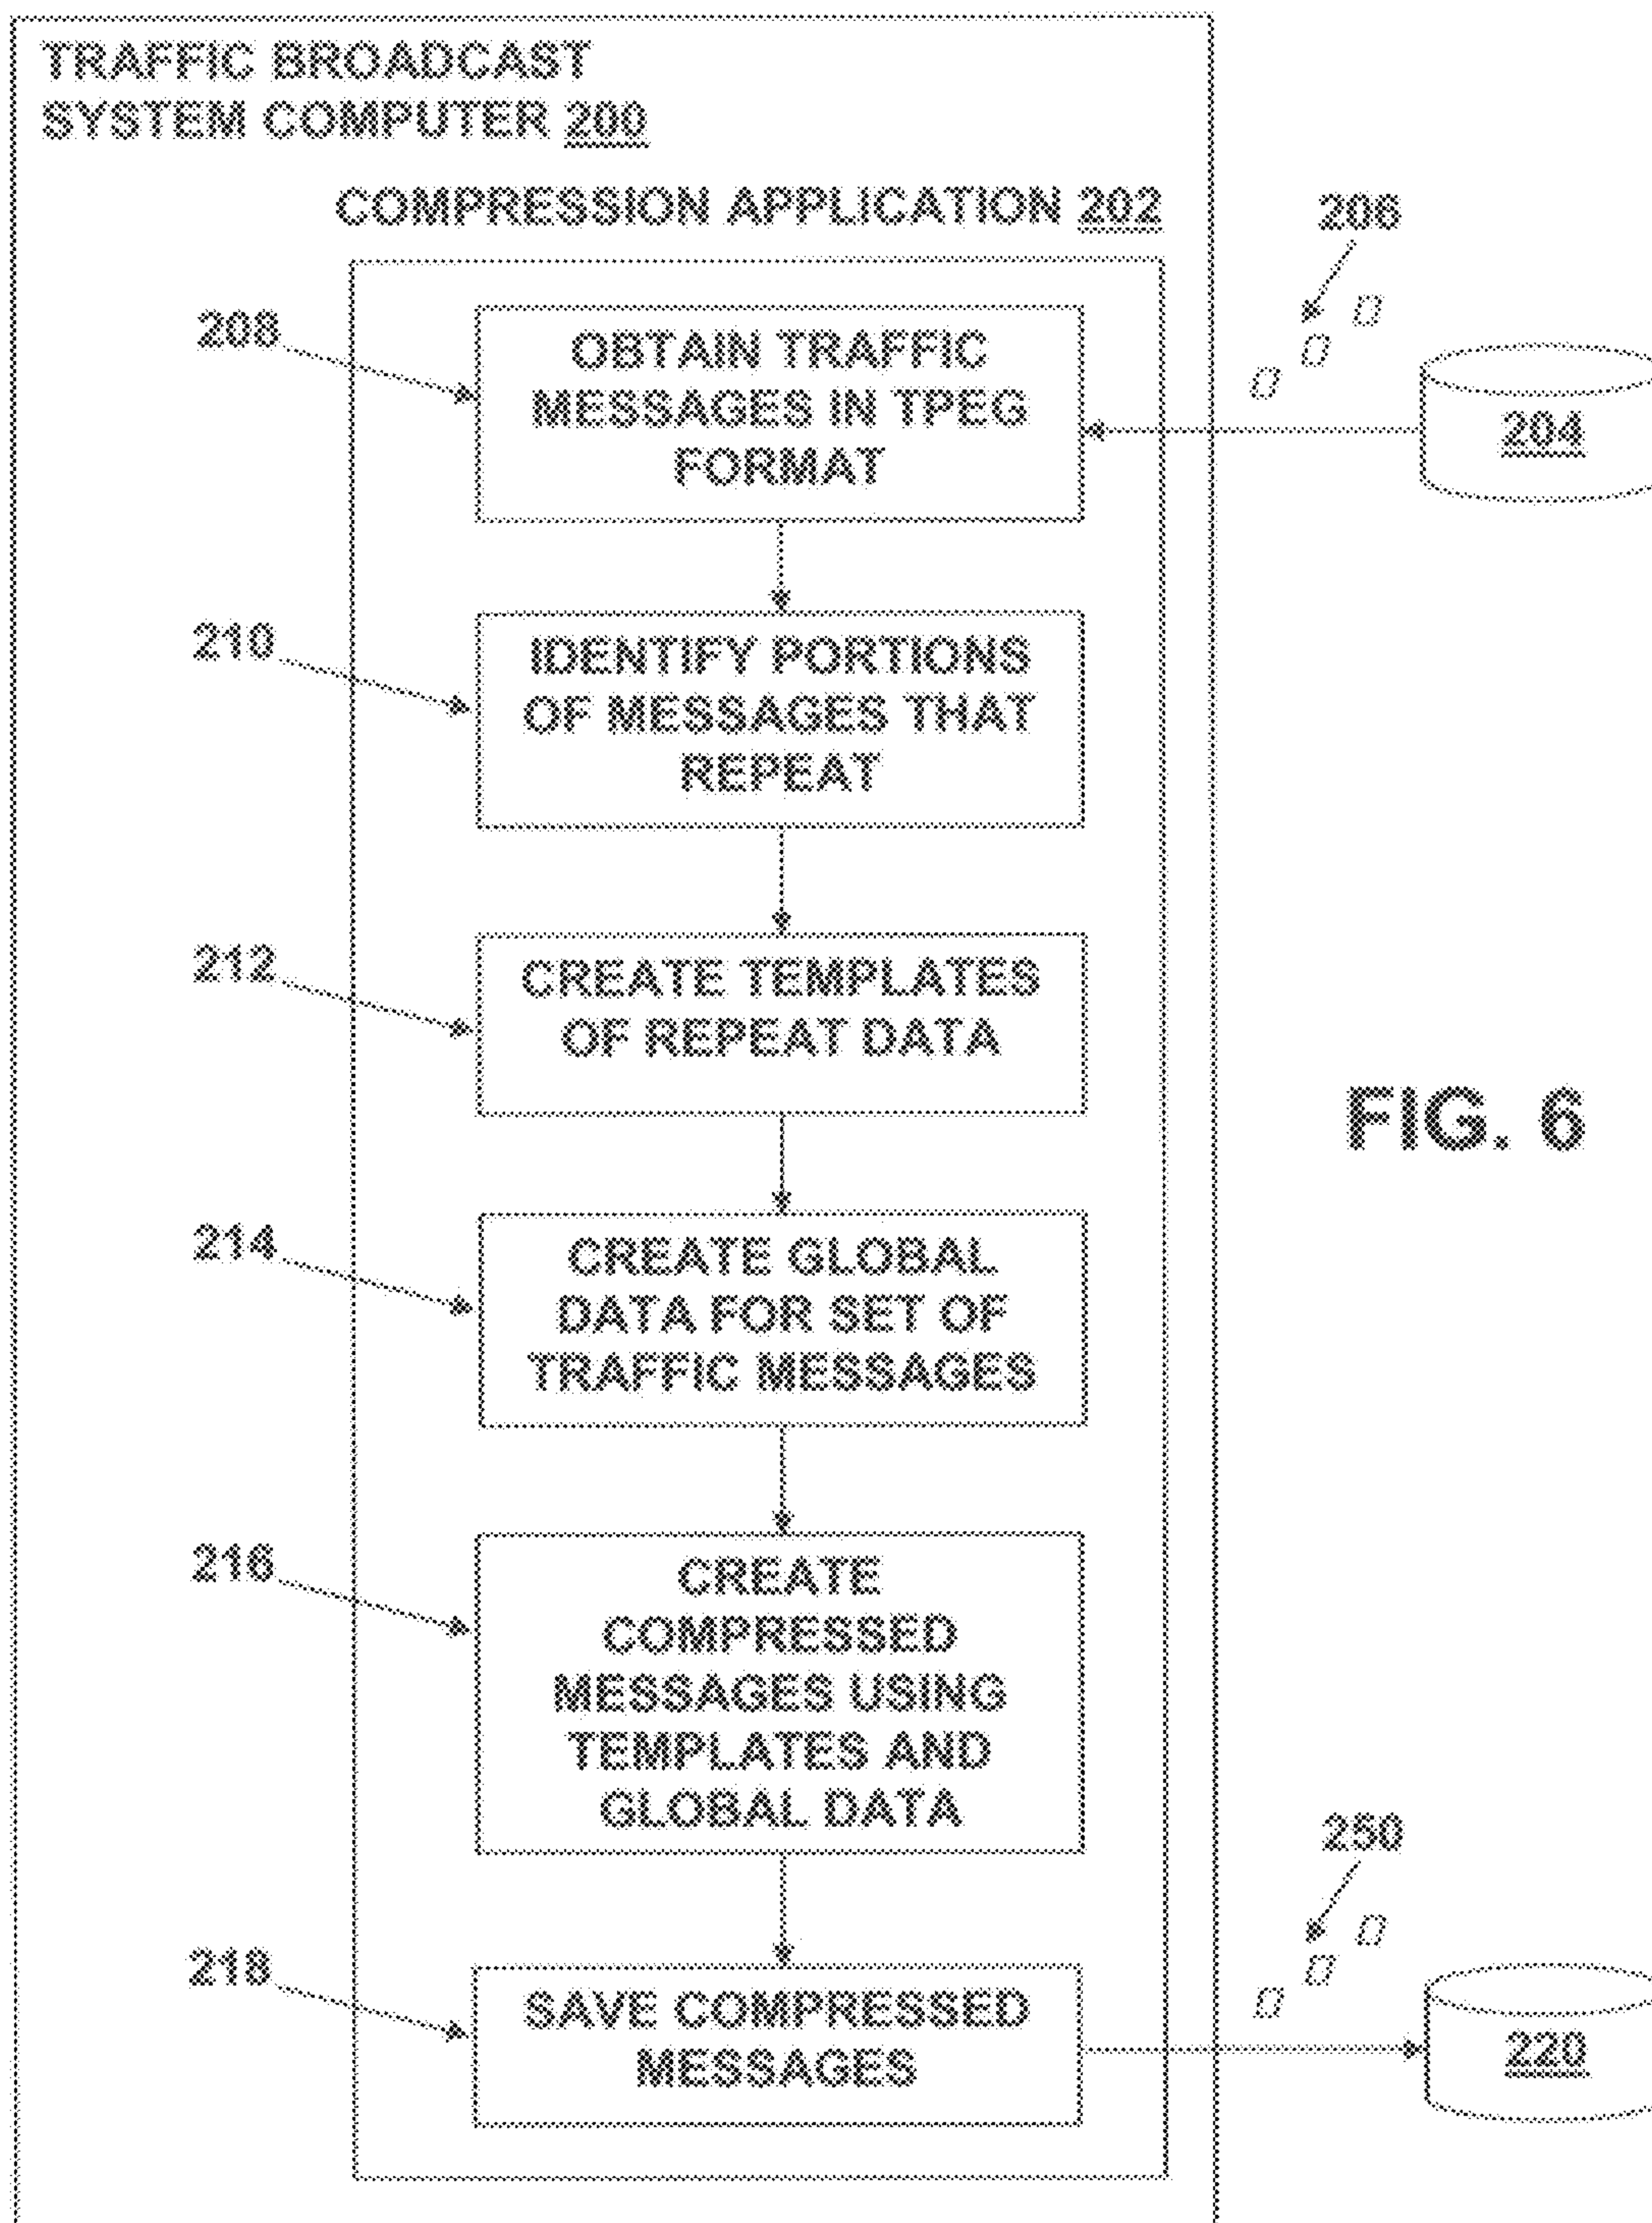 TRAFFIC BROADCAST
SYSTEM COMPUTER 200
COMPRESSION APPLICATION 202
206
208
OBTAIN TRAFFIC
MESSAGES IN TPEG
FORMAT
204
210
IDENTIFY PORTIONS
OF MESSAGES THAT
REPEAT
212
CREATE TEMPLATES
OF REPEAT DATA
FIG. 6
214
CREATE GLOBAL
DATA FOR SET OF
TRAFFIC MESSAGES
216
CREATE
COMPRESSED
MESSAGES USING
TEMPLATES AND
GLOBAL DATA
250
218
SAVE COMPRESSED
MESSAGES
220